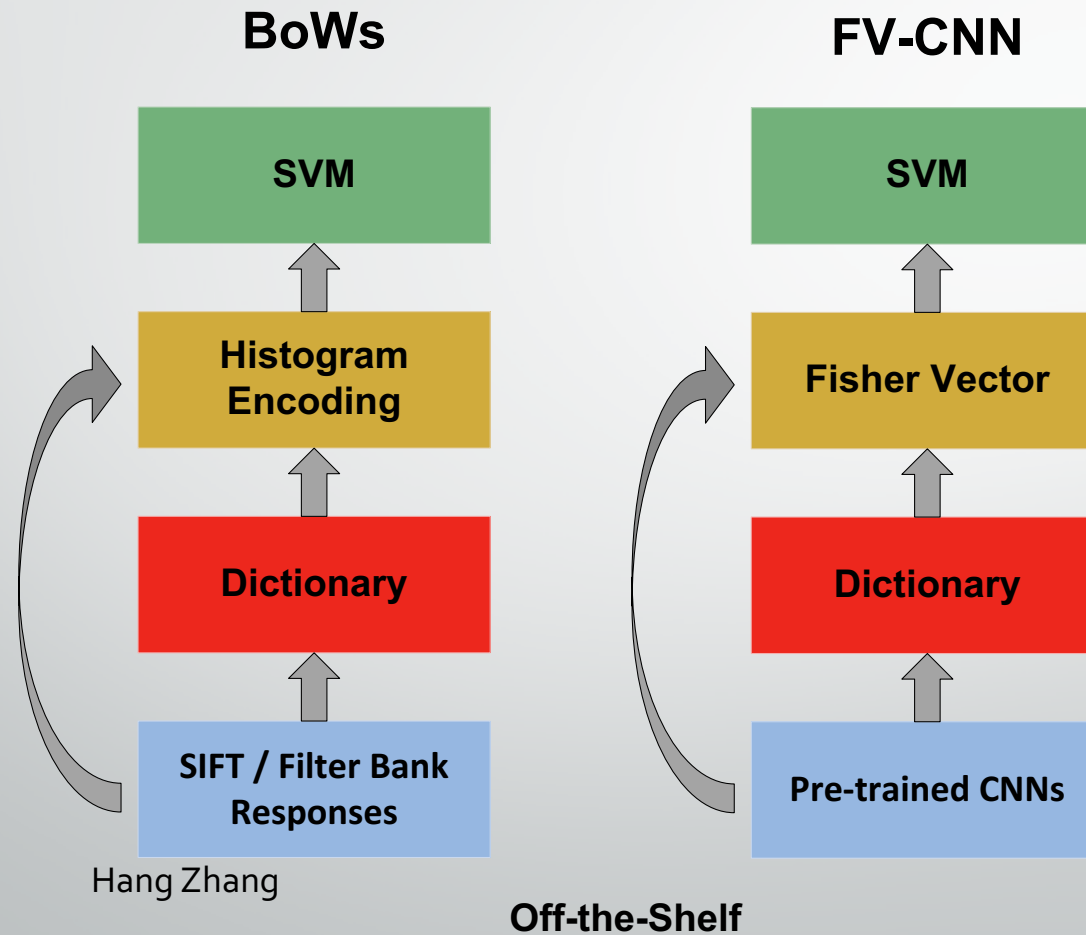 BoWs
SVM
Histogram
Encoding
Dictionary
SIFT / Filter Bank
Responses
FV-CNN
SVM
Fisher Vector
Dictionary
Pre-trained CNNs
Hang Zhang
Off-the-Shelf